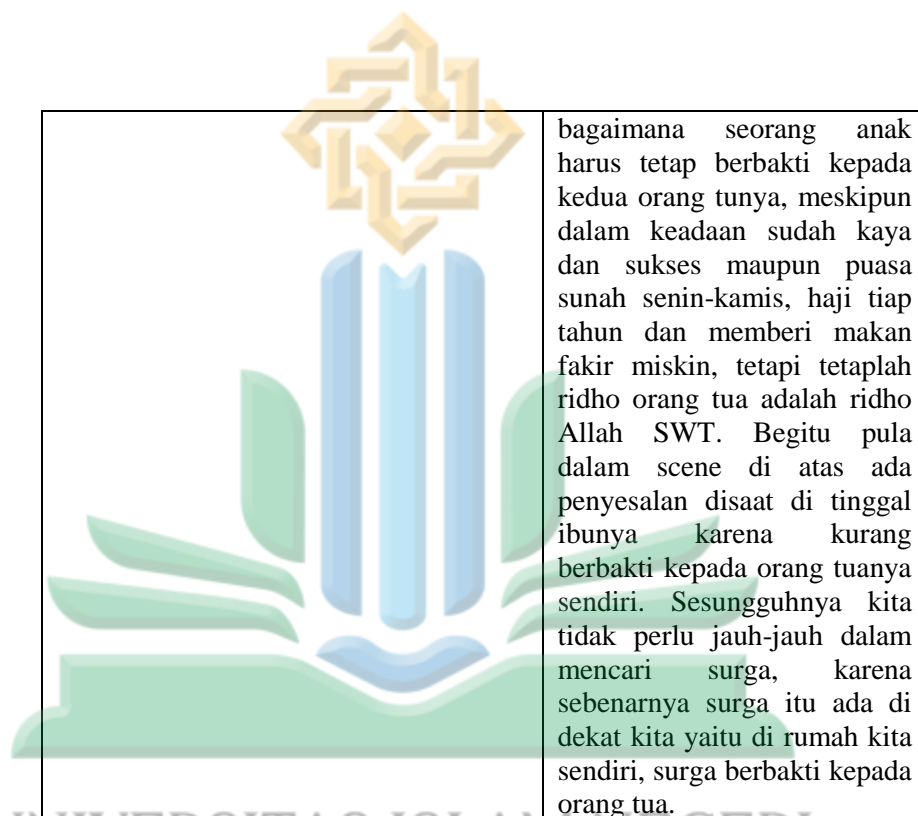 bagaimana seorang anak
harus tetap berbakti kepada
kedua orang tunya, meskipun
dalam keadaan sudah kaya
dan sukses maupun puasa
sunah senin-kamis, haji tiap
tahun dan memberi makan
fakir miskin, tetapi tetaplah
ridho orang tua adalah ridho
Allah SWT. Begitu pula
dalam scene di atas ada
penyesalan disaat di tinggal
ibunya karena kurang
berbakti kepada orang tuanya
sendiri. Sesungguhnya kita
tidak perlu jauh-jauh dalam
mencari surga, karena
sebenarnya surga itu ada di
dekat kita yaitu di rumah kita
sendiri, surga berbakti kepada
orang tua.